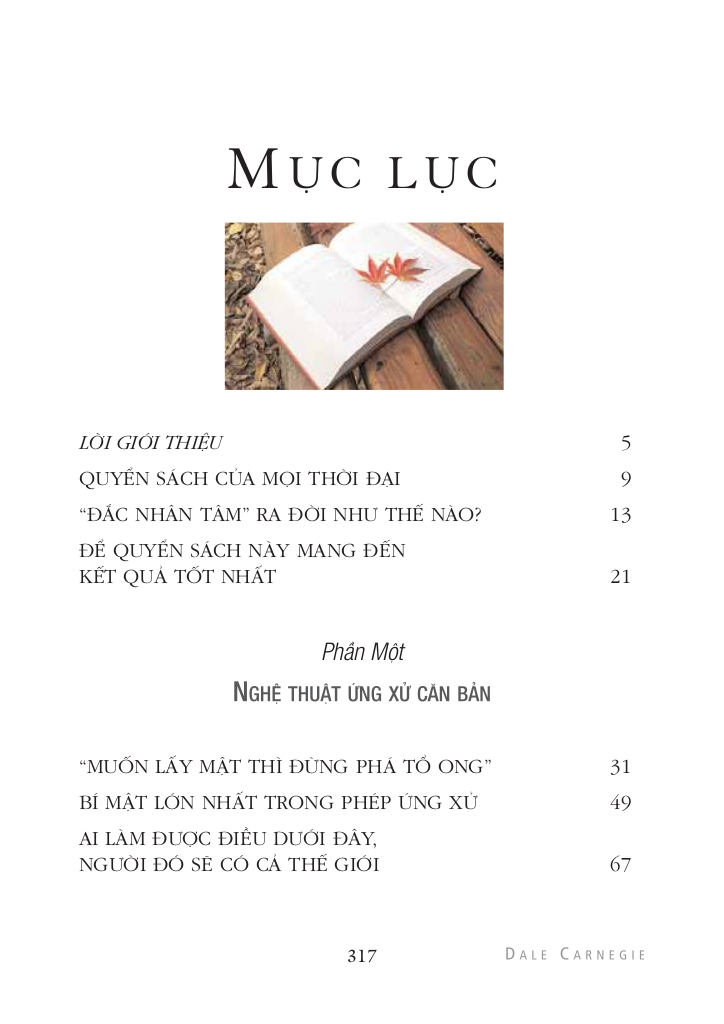 MỤC LỤC
LỜI GIỚI THIỆU 5
QUYỂN SÁCH CỦA MỌI THỜI ĐẠI 9
“ĐẮC NHÂN TÂM” RA ĐỜI NHƯ THẾ NÀO? 13
ĐỂ QUYỂN SÁCH NÀY MANG ĐẾN
KẾT QUẢ TỐT NHẤT 21
Phần Một
NGHỆ THUẬT ỨNG XỬ CĂN BẢN
“MUỐN LẤY MẬT THÌ ĐỪNG PHÁ TỔ ONG” 31
BÍ MẬT LỚN NHẤT TRONG PHÉP ỨNG XỬ 49
AI LÀM ĐƯỢC ĐIỀU DƯỚI ĐÂY,
NGƯỜI ĐÓ SẼ CÓ CẢ THẾ GIỚI 67
317 DALE CARNEGIE